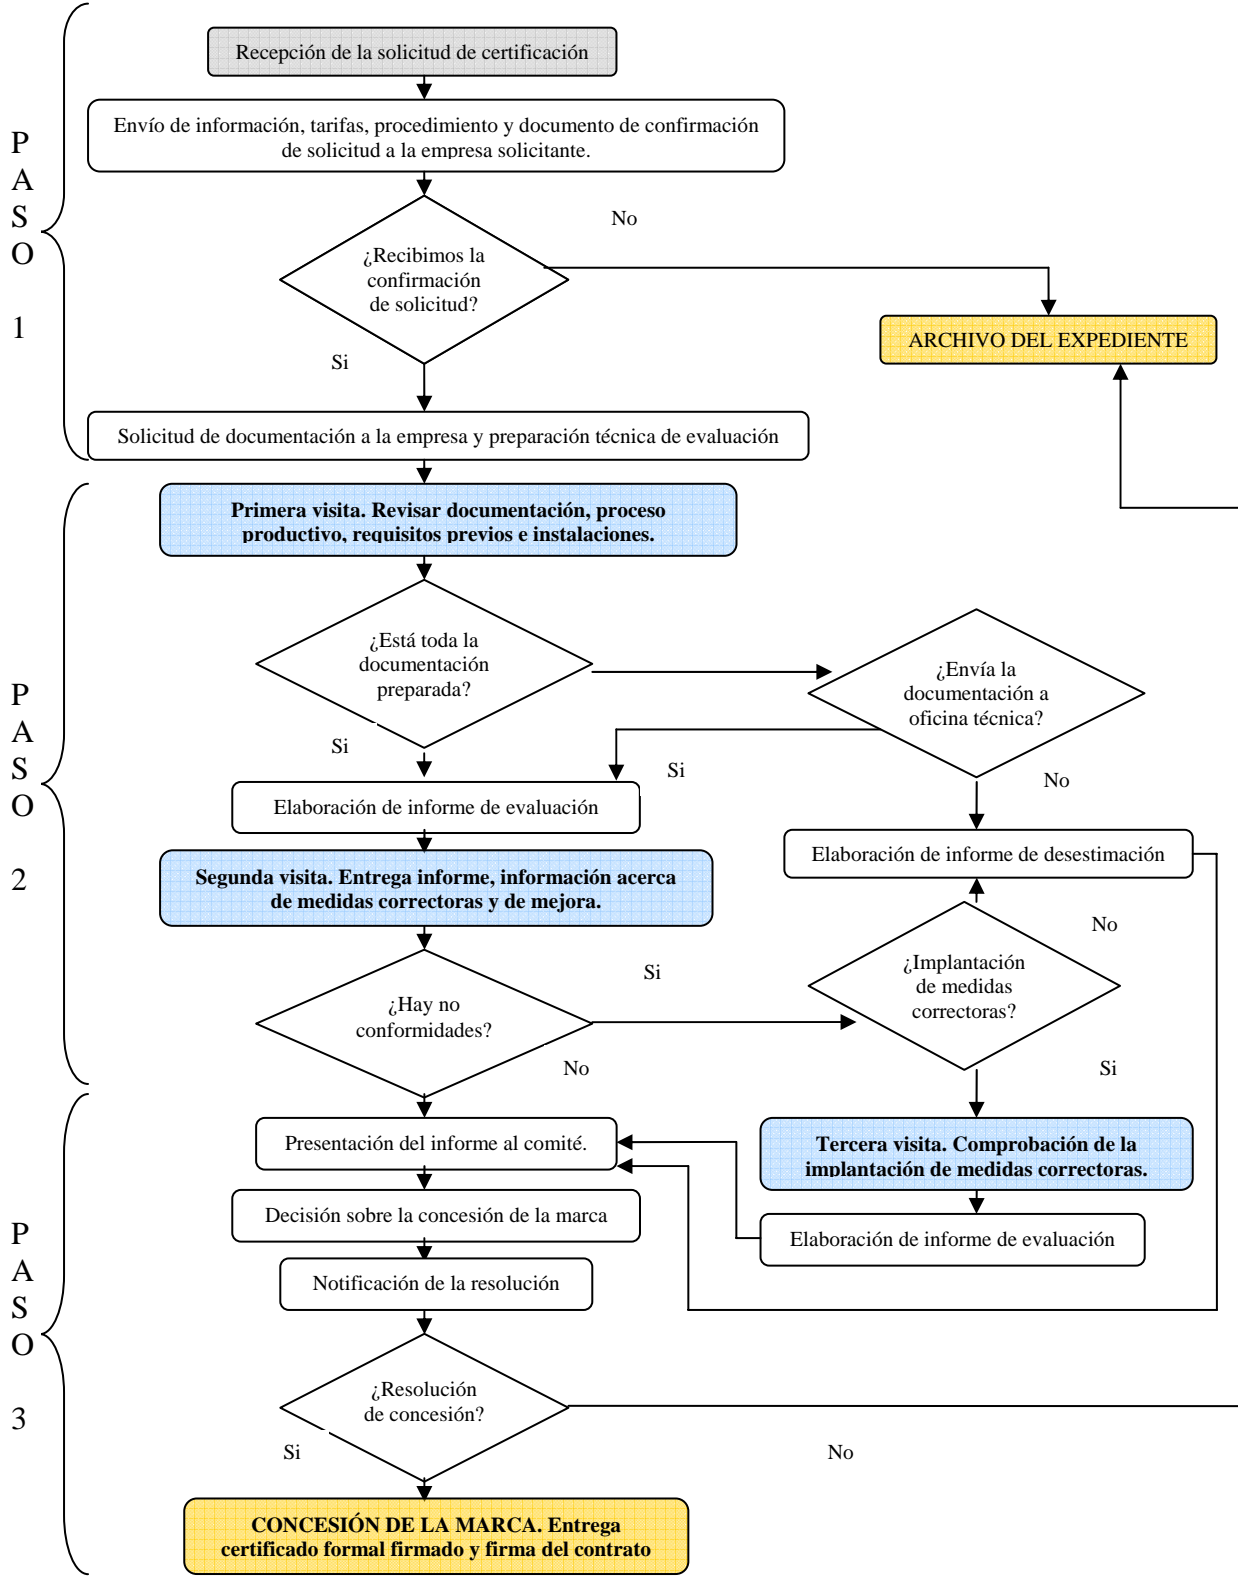 P
A
S
O
1
Recepción de la solicitud de certificación
Envío de información, tarifas, procedimiento y documento de confirmación
de solicitud a la empresa solicitante.
No
¿Recibimos la
confirmación
de solicitud?
ARCHIVO DEL EXPEDIENTE
Si
Solicitud de documentación a la empresa y preparación técnica de evaluación
P
A
S
O
2
Primera visita. Revisar documentación, proceso
productivo, requisitos previos e instalaciones.
¿Está toda la
documentación
preparada?
¿Envía la
documentación a
oficina técnica?
Si
Si
No
Elaboración de informe de evaluación
Elaboración de informe de desestimación
Segunda visita. Entrega informe, información acerca
de medidas correctoras y de mejora.
No
Si
¿Implantación
de medidas
correctoras?
¿Hay no
conformidades?
No
Si
P
A
S
O
3
Presentación del informe al comité.
Tercera visita. Comprobación de la
implantación de medidas correctoras.
Decisión sobre la concesión de la marca
Elaboración de informe de evaluación
Notificación de la resolución
¿Resolución
de concesión?
Si
No
CONCESIÓN DE LA MARCA. Entrega
certificado formal firmado y firma del contrato